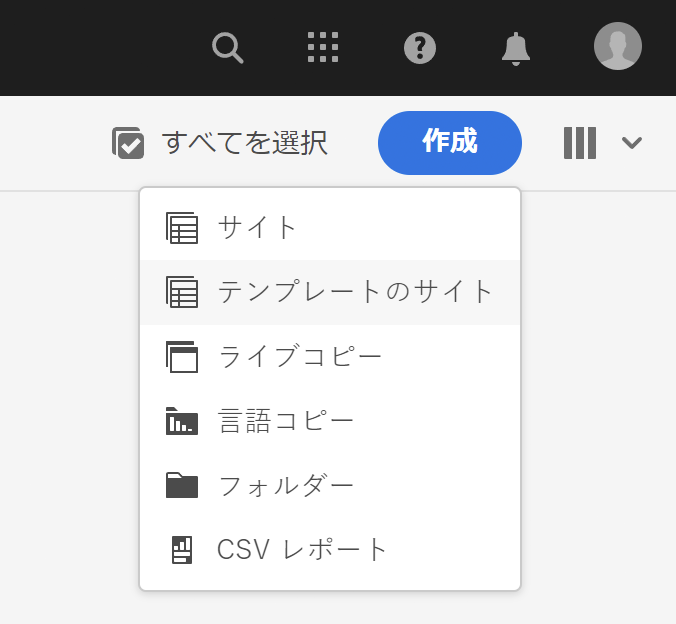 すべてを選択
作成
サイト
テンプレートのサイト
ライブコピー
言語コピー
フォルダー
CSV レポート